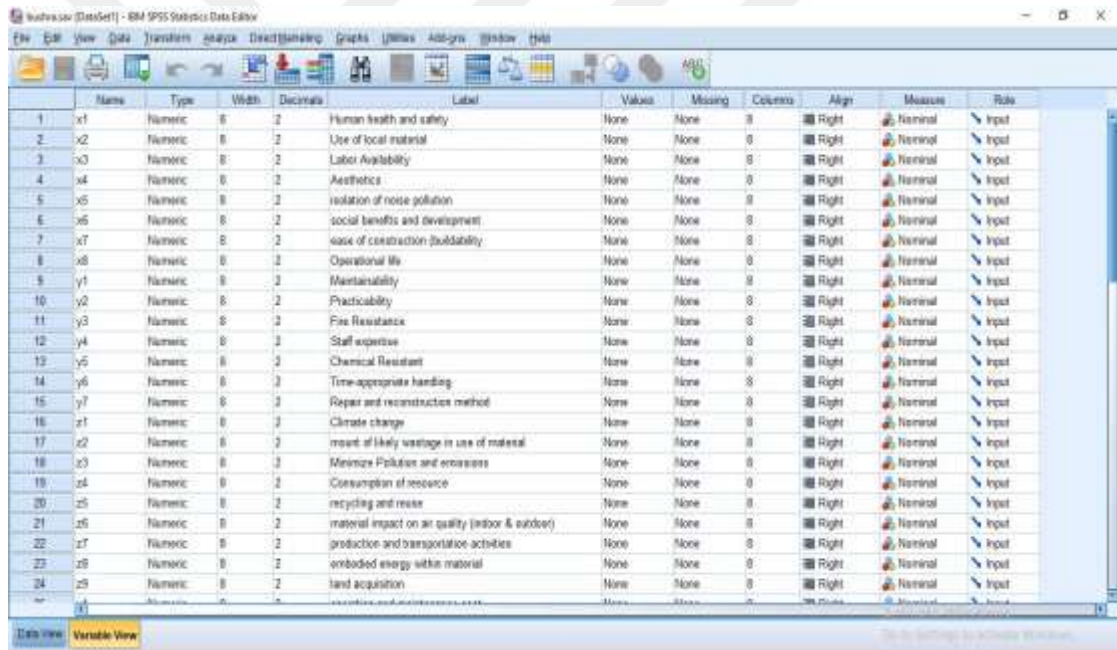 bushra.sav [DataSet1] - IBM SPSS Statistics Data Editor
File Edit View Data Transform Analyze Direct Marketing Graphs Utilities Add-ons Window Help
Name Type Width Decimals Label Values Missing Columns Align Measure Role
1 x1 Numeric 8 2 Human health and safety None None 8 Right Nominal Input
2 x2 Numeric 8 2 Use of local material None None 8 Right Nominal Input
3 x3 Numeric 8 2 Labor Availability None None 8 Right Nominal Input
4 x4 Numeric 8 2 Aesthetics None None 8 Right Nominal Input
5 x5 Numeric 8 2 isolation of noise pollution None None 8 Right Nominal Input
6 x6 Numeric 8 2 social benefits and development None None 8 Right Nominal Input
7 x7 Numeric 8 2 ease of construction (buildability None None 8 Right Nominal Input
8 x8 Numeric 8 2 Operational life None None 8 Right Nominal Input
9 y1 Numeric 8 2 Maintainability None None 8 Right Nominal Input
10 y2 Numeric 8 2 Practicability None None 8 Right Nominal Input
11 y3 Numeric 8 2 Fire Resistance None None 8 Right Nominal Input
12 y4 Numeric 8 2 Staff expertise None None 8 Right Nominal Input
13 y5 Numeric 8 2 Chemical Resistant None None 8 Right Nominal Input
14 y6 Numeric 8 2 Time-appropriate handling None None 8 Right Nominal Input
15 y7 Numeric 8 2 Repair and reconstruction method None None 8 Right Nominal Input
16 z1 Numeric 8 2 Climate change None None 8 Right Nominal Input
17 z2 Numeric 8 2 mount of likely wastage in use of material None None 8 Right Nominal Input
18 z3 Numeric 8 2 Minimize Pollution and emissions None None 8 Right Nominal Input
19 z4 Numeric 8 2 Consumption of resource None None 8 Right Nominal Input
20 z5 Numeric 8 2 recycling and reuse None None 8 Right Nominal Input
21 z6 Numeric 8 2 material impact on air quality (indoor & outdoor) None None 8 Right Nominal Input
22 z7 Numeric 8 2 production and transportation activities None None 8 Right Nominal Input
23 z8 Numeric 8 2 embodied energy within material None None 8 Right Nominal Input
24 z9 Numeric 8 2 land acquisition None None 8 Right Nominal Input
Data View Variable View
Go to Settings to activate Windows.